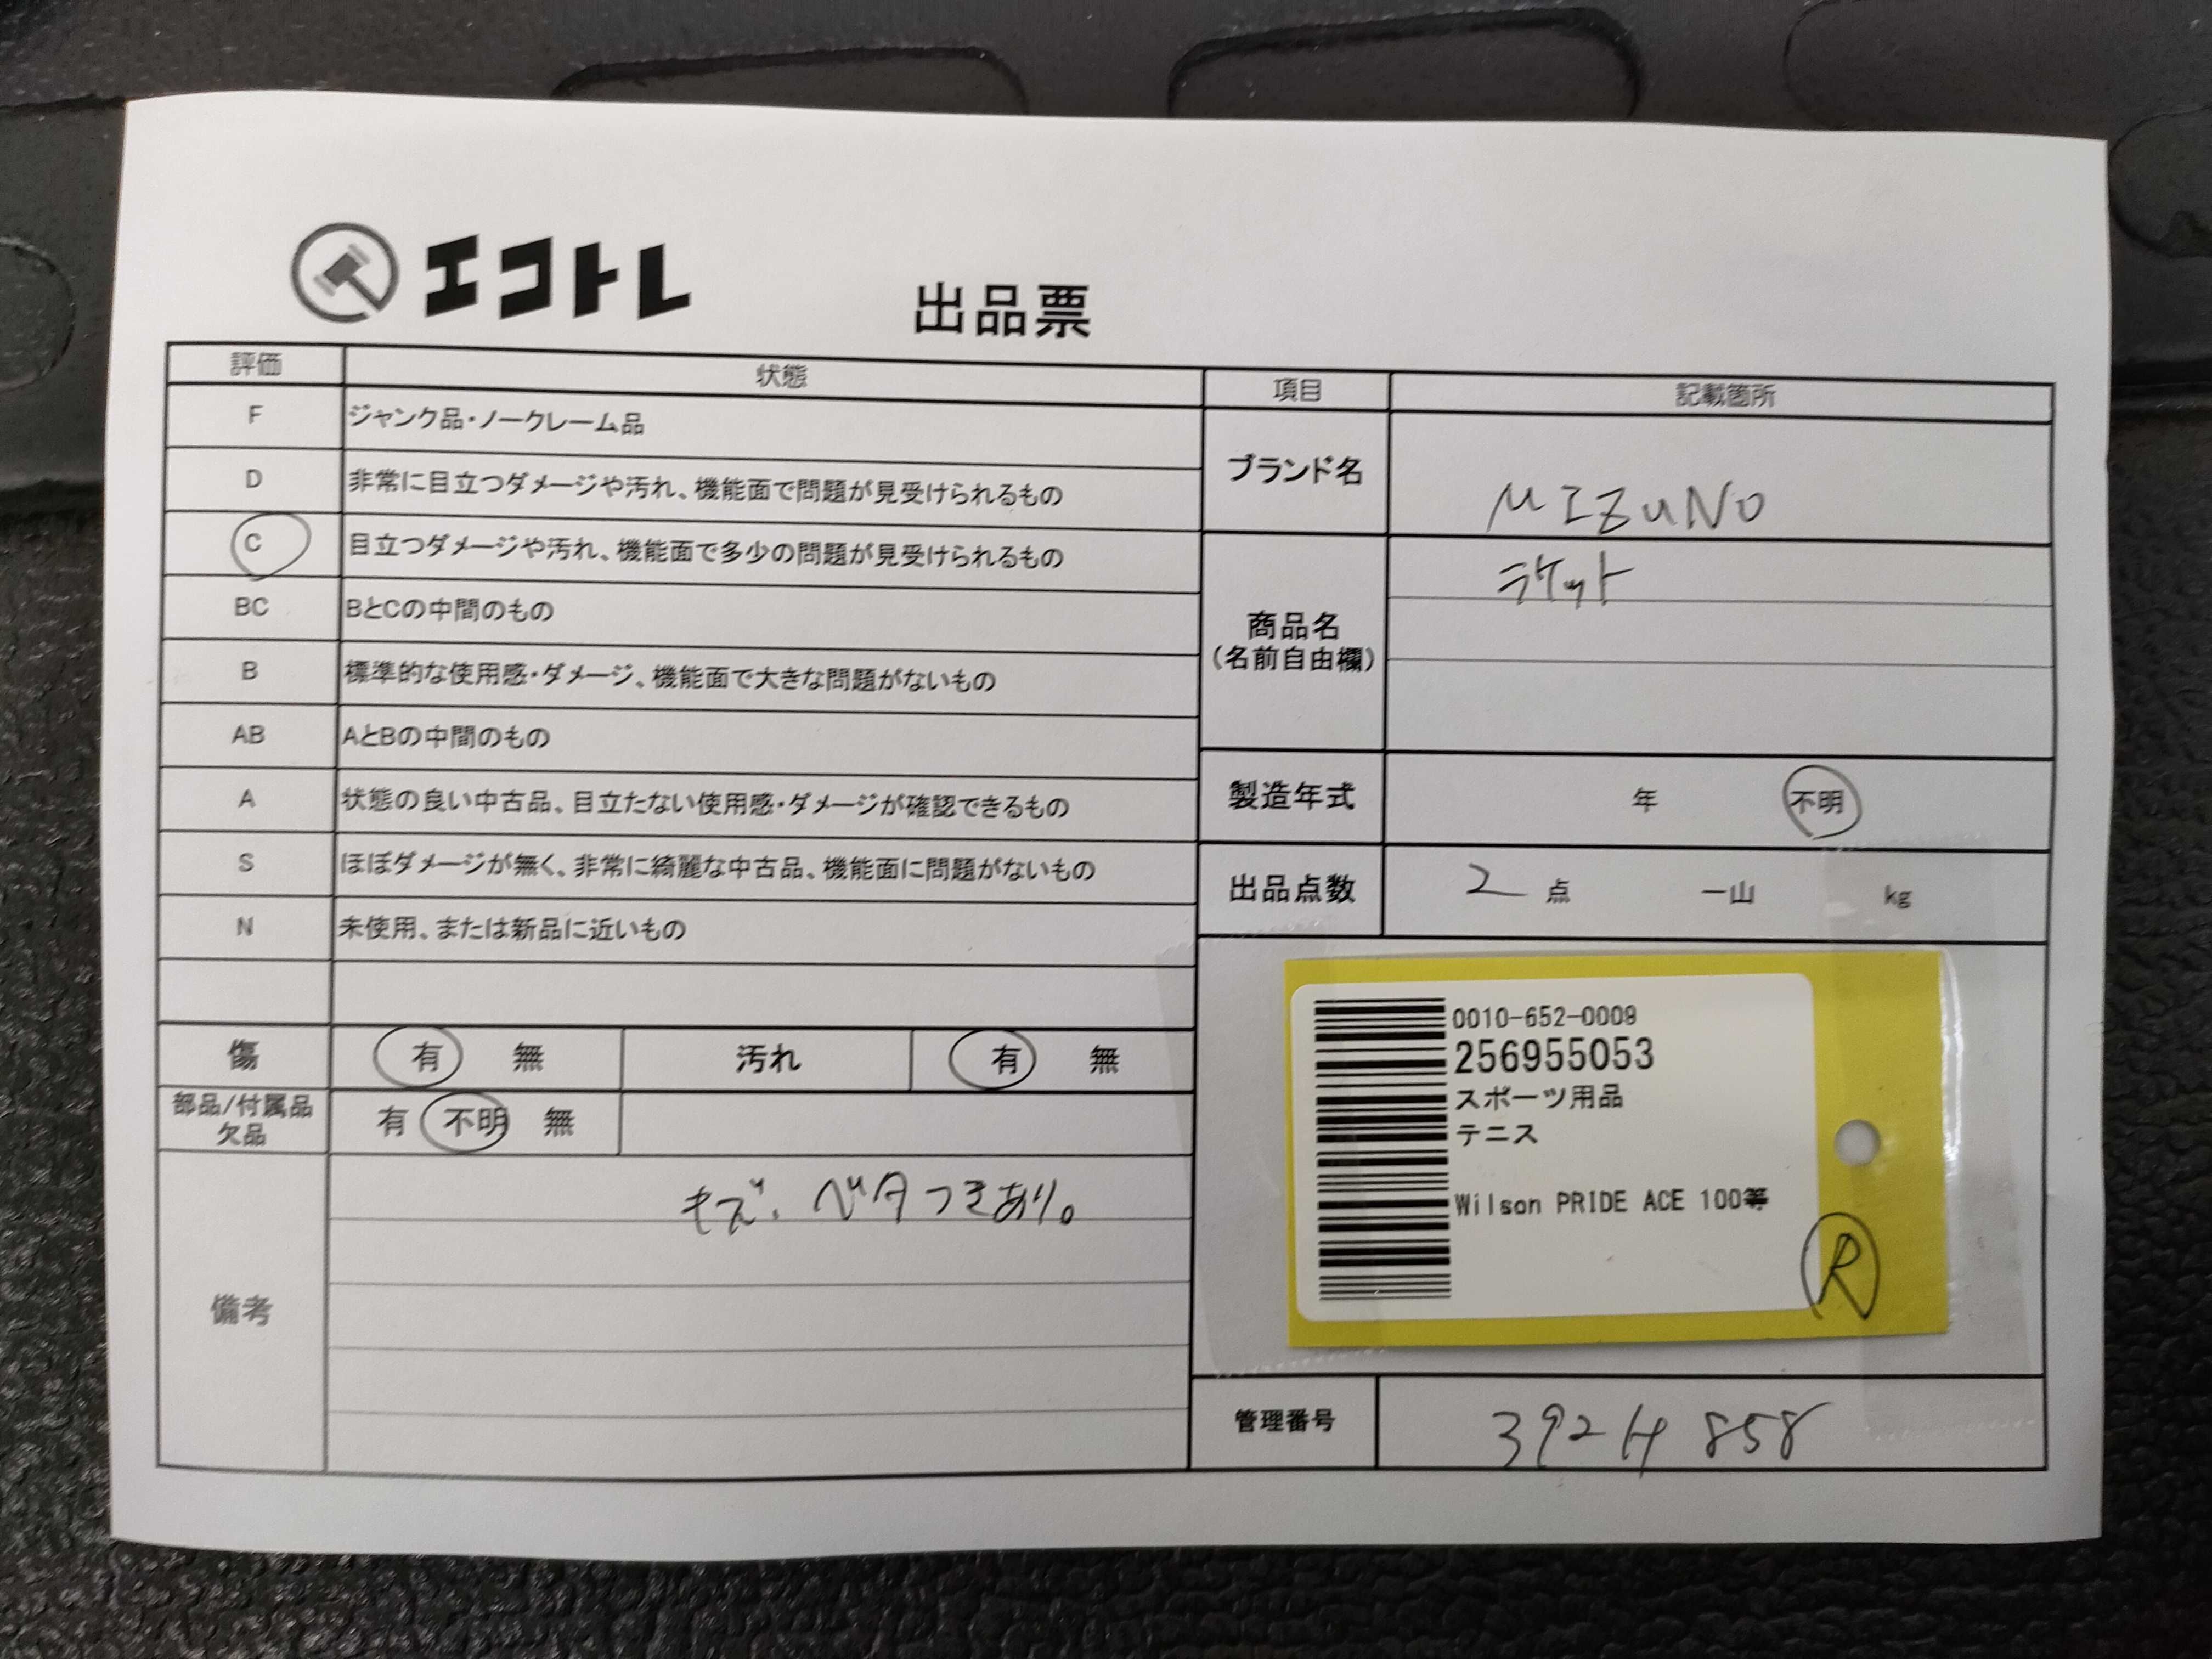 エコトレ
出品票
評価 状態
F ジャンク品・ノークレーム品
D 非常に目立つダメージや汚れ、機能面で問題が見受けられるもの
C 目立つダメージや汚れ、機能面で多少の問題が見受けられるもの
BC BとCの中間のもの
B 標準的な使用感・ダメージ、機能面で大きな問題がないもの
AB AとBの中間のもの
A 状態の良い中古品、目立たない使用感・ダメージが確認できるもの
S ほぼダメージが無く、非常に綺麗な中古品、機能面に問題がないもの
N 未使用、または新品に近いもの
傷 有 無 汚れ 有 無
部品/付属品
欠品
有 不明 無
備考
キズ、ベタつきあり。
項目 記載箇所
ブランド名 MIZUNO
商品名
(名前自由欄)
ラケット
製造年式 年 不明
出品点数 2 点 一山 kg
0010-652-0009
256955053
スポーツ用品
テニス
Wilson PRIDE ACE 100等
R
管理番号 392H 858